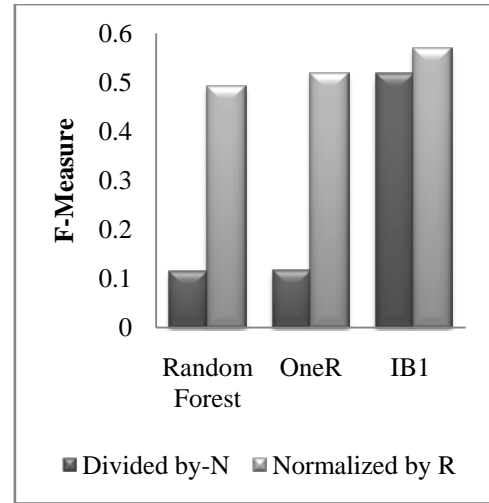 F-Measure
0.6
0.5
0.4
0.3
0.2
0.1
0
Random
Forest
OneR
IB1
Divided by-N
Normalized by R